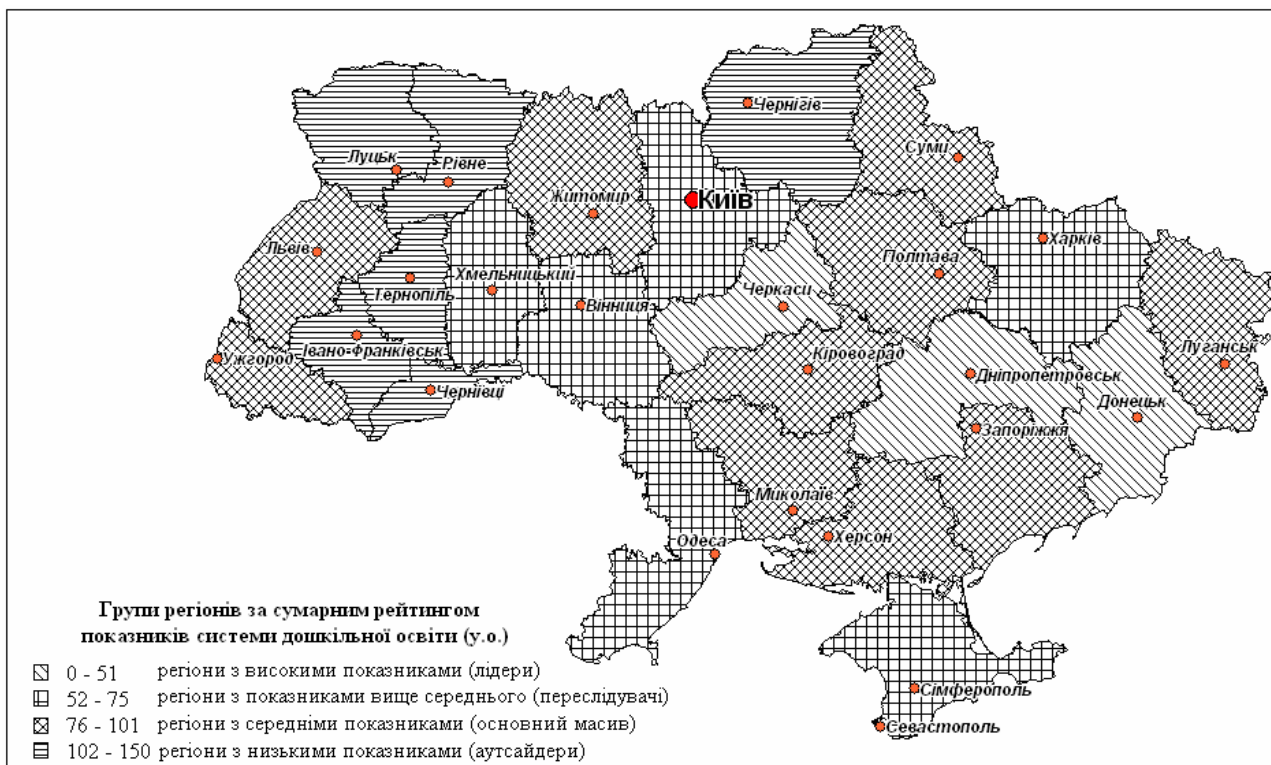 Чернігів
Суми
Луцьк
Рівне
Київ
Житомир
Харків
Львів
Полтава
Хмельницький
Тернопіль
Черкаси
Вінниця
Івано-Франківськ
Ужгород
Кіровоград
Луганськ
Дніпропетровськ
Чернівці
Донецьк
Запоріжжя
Миколаїв
Херсон
Одеса
Групи регіонів за сумарним рейтингом
показників системи дошкільної освіти (у.о.)
0 - 51 регіони з високими показниками (лідери)
52 - 75 регіони з показниками вище середнього (переслідувачі)
76 - 101 регіони з середніми показниками (основний масив)
102 - 150 регіони з низькими показниками (аутсайдери)
Сімферополь
Севастополь